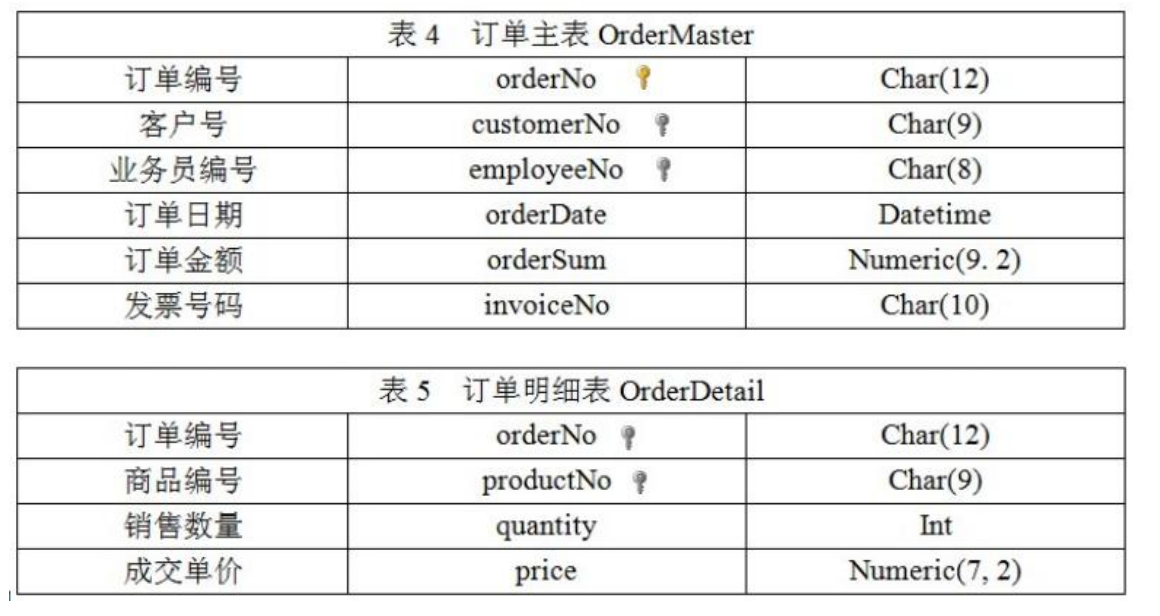 表 4 订单主表 OrderMaster
订单编号 orderNo Char(12)
客户号 customerNo Char(9)
业务员编号 employeeNo Char(8)
订单日期 orderDate Datetime
订单金额 orderSum Numeric(9. 2)
发票号码 invoiceNo Char(10)
表 5 订单明细表 OrderDetail
订单编号 orderNo Char(12)
商品编号 productNo Char(9)
销售数量 quantity Int
成交单价 price Numeric(7, 2)